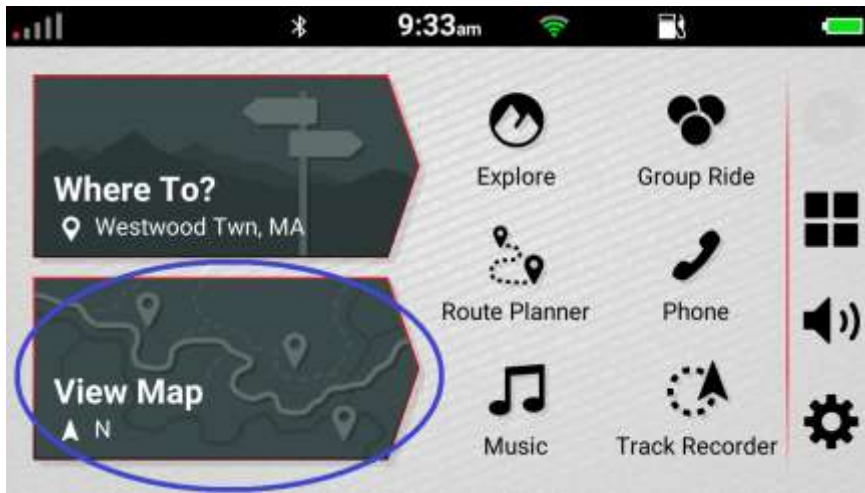 9:33am
Where To?
Westwood Twn, MA
View Map
N
Explore
Group Ride
Route Planner
Phone
Music
Track Recorder